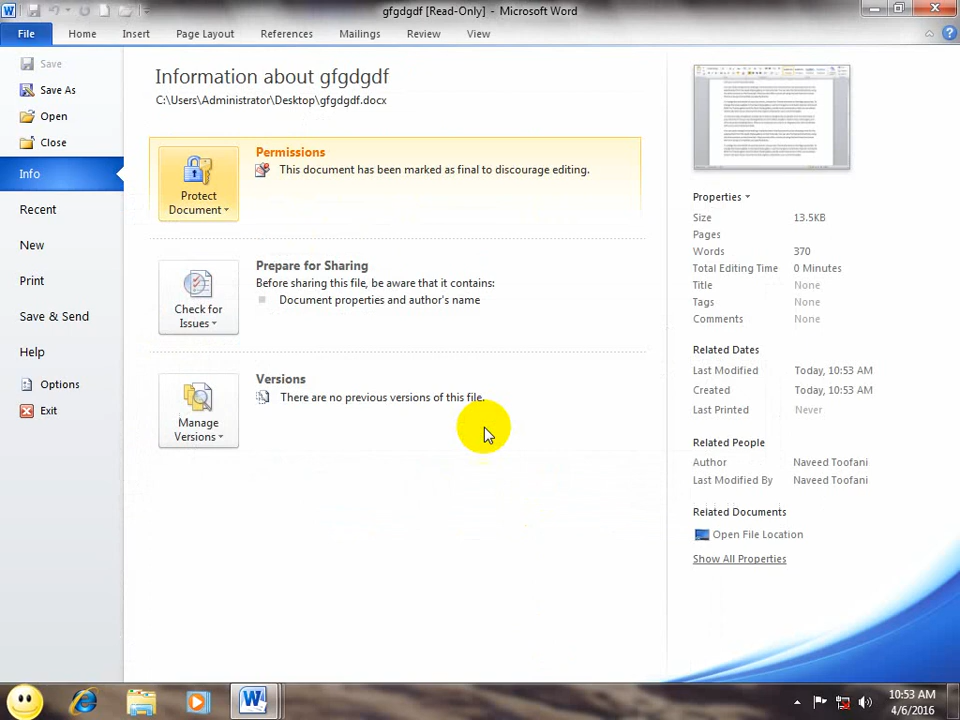 gfgdgdf [Read-Only] - Microsoft Word
File Home Insert Page Layout References Mailings Review View
Save
Save As
Open
Close
Info
Recent
New
Print
Save & Send
Help
Options
Exit
Information about gfgdgdf
C:\Users\Administrator\Desktop\gfgdgdf.docx
Protect
Document
Permissions
This document has been marked as final to discourage editing.
Check for
Issues
Prepare for Sharing
Before sharing this file, be aware that it contains:
Document properties and author's name
Manage
Versions
Versions
There are no previous versions of this file.
Properties
Size 13.5KB
Pages
Words 370
Total Editing Time 0 Minutes
Title None
Tags None
Comments None
Related Dates
Last Modified Today, 10:53 AM
Created Today, 10:53 AM
Last Printed Never
Related People
Author Naveed Toofani
Last Modified By Naveed Toofani
Related Documents
Open File Location
Show All Properties
10:53 AM
4/6/2016